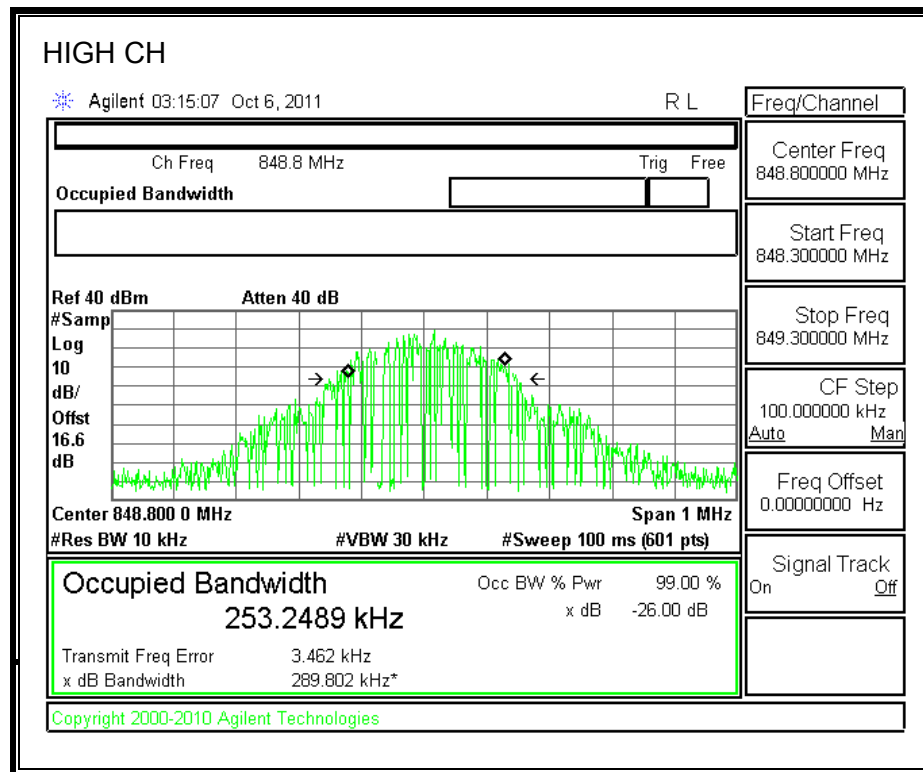 HIGH CH
Agilent 03:15:07 Oct 6, 2011 R L
Ch Freq 848.8 MHz Trig Free
Occupied Bandwidth
Ref 40 dBm Atten 40 dB
#Samp
Log
10
dB/
Offst
16.6
dB
Center 848.800 0 MHz Span 1 MHz
#Res BW 10 kHz #VBW 30 kHz #Sweep 100 ms (601 pts)
Occupied Bandwidth Occ BW % Pwr 99.00 %
253.2489 kHz x dB -26.00 dB
Transmit Freq Error 3.462 kHz
x dB Bandwidth 289.802 kHz*
Copyright 2000-2010 Agilent Technologies
Freq/Channel
Center Freq
848.800000 MHz
Start Freq
848.300000 MHz
Stop Freq
849.300000 MHz
CF Step
100.000000 kHz
Auto Man
Freq Offset
0.00000000 Hz
Signal Track
On Off